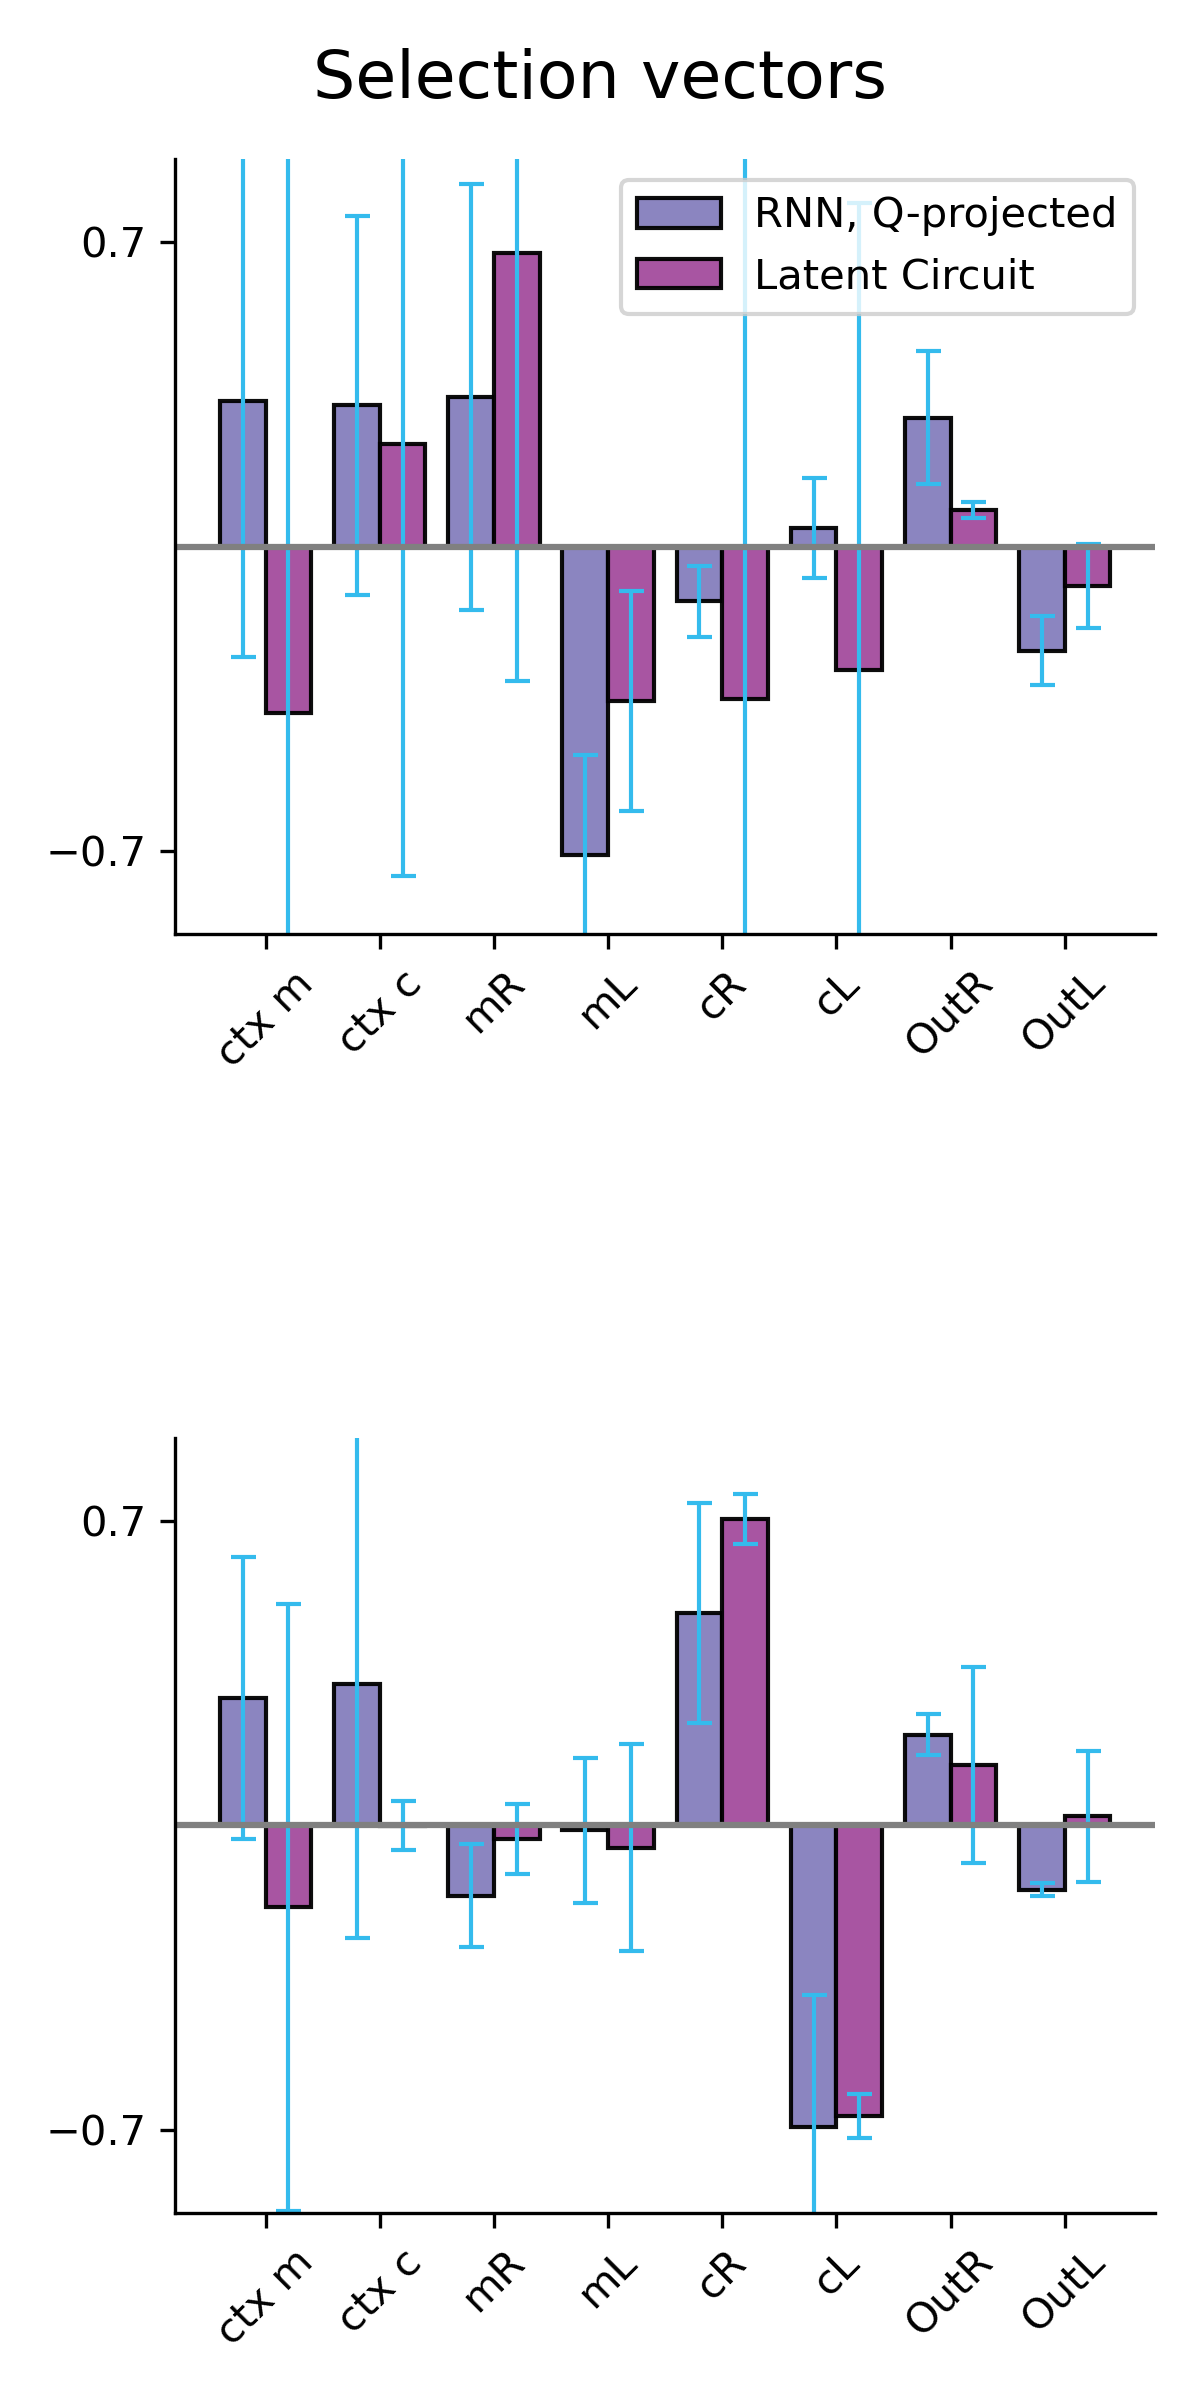 Selection vectors
0.7
−0.7
RNN, Q-projected
Latent Circuit
ctx m
ctx c
mR
mL
cR
cL
OutR
OutL
0.7
−0.7
ctx m
ctx c
mR
mL
cR
cL
OutR
OutL